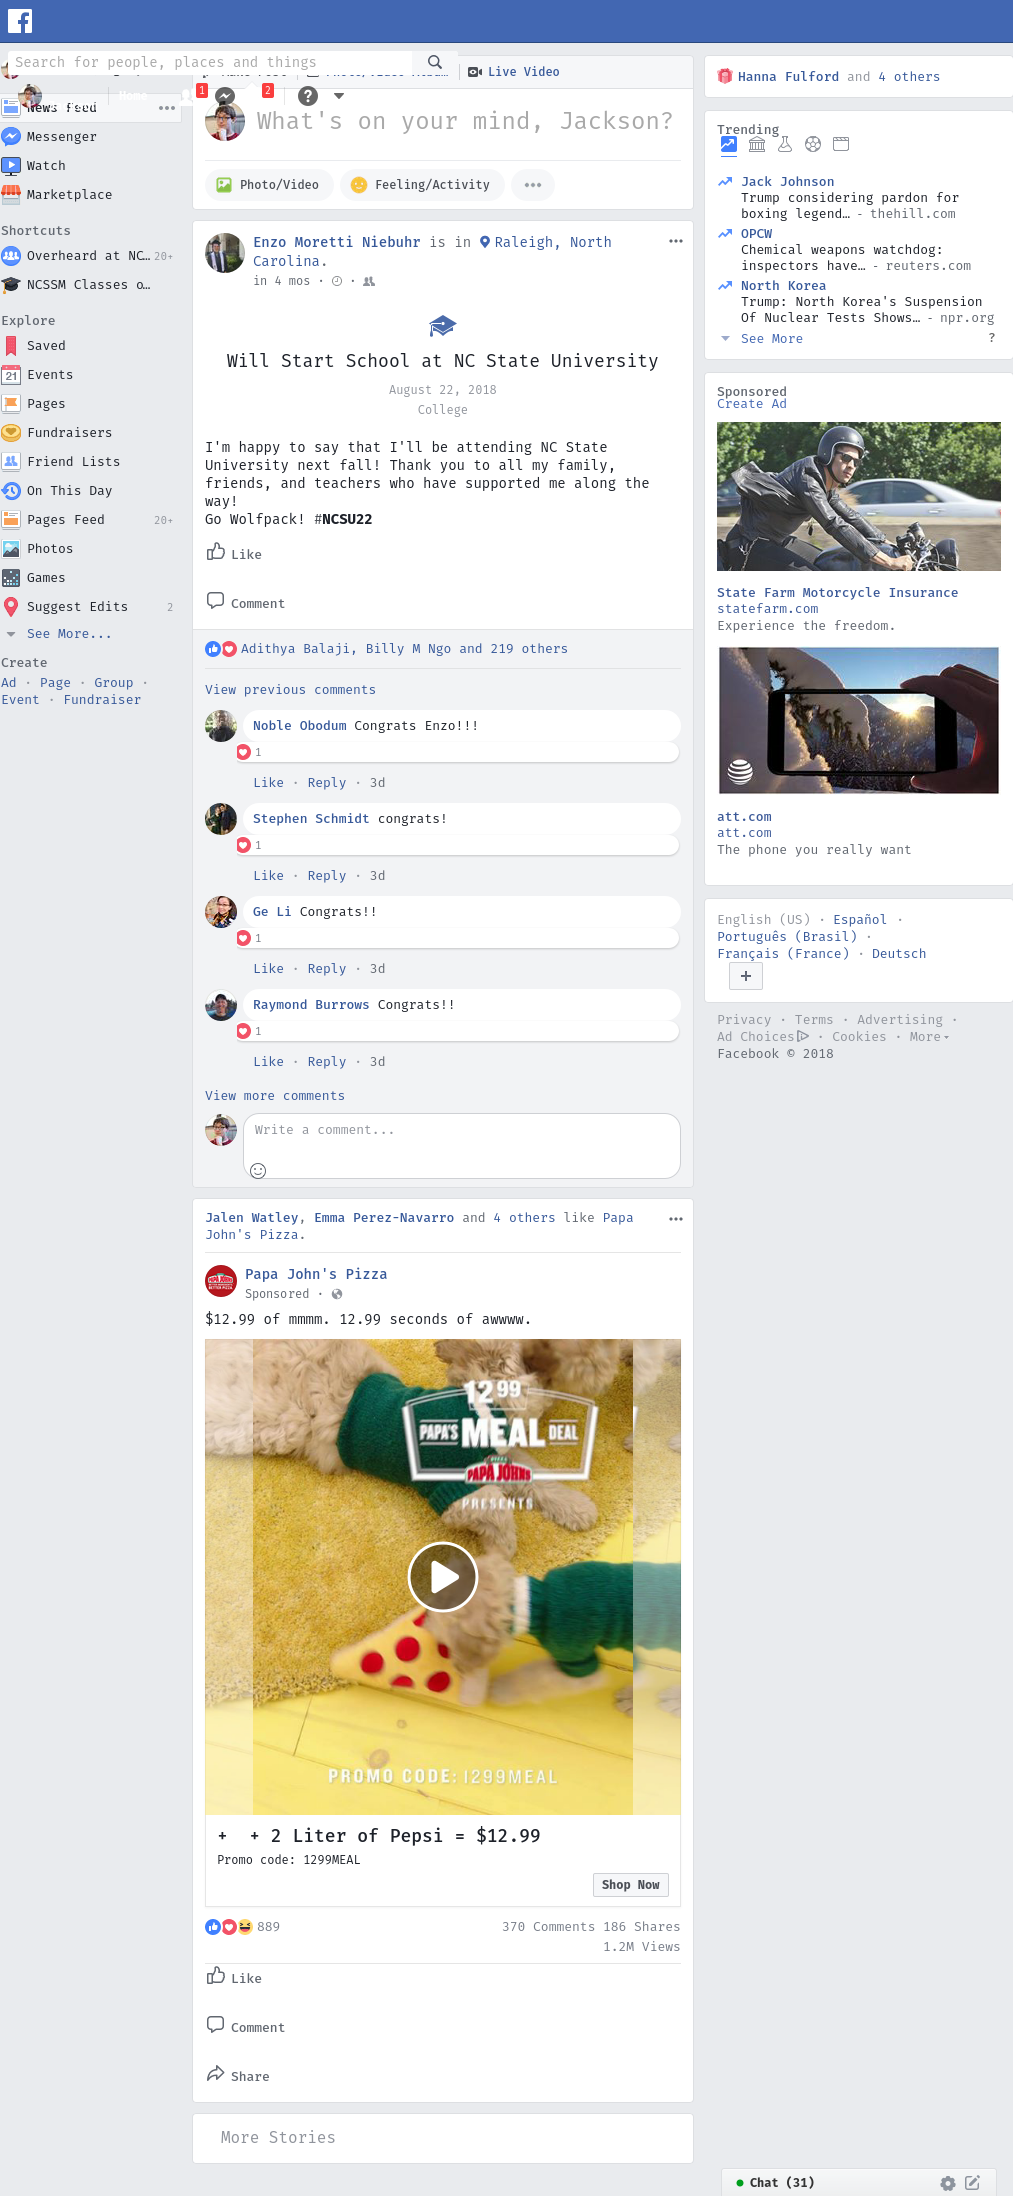 Search for people, places and things
Live Video
1
2
News Feed
Messenger
Watch
Marketplace
Shortcuts
Overheard at NC… 20+
NCSSM Classes o…
Explore
Saved
Events
Pages
Fundraisers
Friend Lists
On This Day
Pages Feed 20+
Photos
Games
Suggest Edits 2
See More...
Create
Ad · Page · Group ·
Event · Fundraiser
What's on your mind, Jackson?
Photo/Video
Feeling/Activity
Enzo Moretti Niebuhr is in Raleigh, North
Carolina.
in 4 mos ·
Will Start School at NC State University
August 22, 2018
College
I'm happy to say that I'll be attending NC State
University next fall! Thank you to all my family,
friends, and teachers who have supported me along the
way!
Go Wolfpack! #NCSU22
Like
Comment
Adithya Balaji, Billy M Ngo and 219 others
View previous comments
Noble Obodum Congrats Enzo!!!
1
Like · Reply · 3d
Stephen Schmidt congrats!
1
Like · Reply · 3d
Ge Li Congrats!!
1
Like · Reply · 3d
Raymond Burrows Congrats!!
1
Like · Reply · 3d
View more comments
Write a comment...
Jalen Watley, Emma Perez-Navarro and 4 others like Papa
John's Pizza.
Papa John's Pizza
Sponsored ·
$12.99 of mmmm. 12.99 seconds of awwww.
1299
PAPA'S MEAL DEAL
PAPA JOHNS
PRESENTS
PROMO CODE: 1299MEAL
+ + 2 Liter of Pepsi = $12.99
Promo code: 1299MEAL
Shop Now
889
370 Comments 186 Shares
1.2M Views
Like
Comment
Share
More Stories
Hanna Fulford and 4 others
Trending
Jack Johnson
Trump considering pardon for
boxing legend… - thehill.com
OPCW
Chemical weapons watchdog:
inspectors have… - reuters.com
North Korea
Trump: North Korea's Suspension
Of Nuclear Tests Shows… - npr.org
See More ?
Sponsored
Create Ad
State Farm Motorcycle Insurance
statefarm.com
Experience the freedom.
att.com
att.com
The phone you really want
English (US) · Español ·
Português (Brasil) ·
Français (France) · Deutsch
Privacy · Terms · Advertising ·
Ad Choices · Cookies · More
Facebook © 2018
Chat (31)